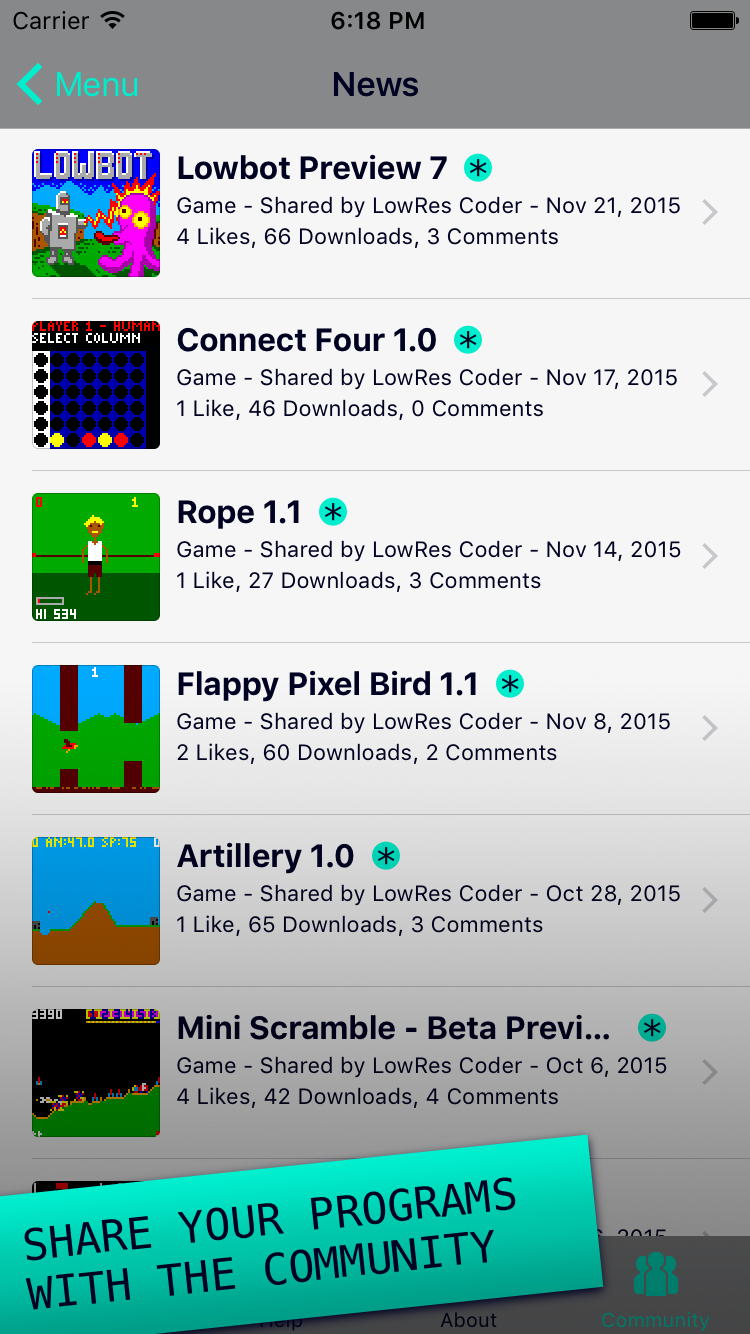 Carrier 6:18 PM
Menu News
LOWBOT
Lowbot Preview 7
Game - Shared by LowRes Coder - Nov 21, 2015
4 Likes, 66 Downloads, 3 Comments
PLAYER 1 - HUMAN
SELECT COLUMN
Connect Four 1.0
Game - Shared by LowRes Coder - Nov 17, 2015
1 Like, 46 Downloads, 0 Comments
0 1
HI 534
Rope 1.1
Game - Shared by LowRes Coder - Nov 14, 2015
1 Like, 27 Downloads, 3 Comments
1
Flappy Pixel Bird 1.1
Game - Shared by LowRes Coder - Nov 8, 2015
2 Likes, 60 Downloads, 2 Comments
0 AN:47.0 SP:75 0
Artillery 1.0
Game - Shared by LowRes Coder - Oct 28, 2015
1 Like, 65 Downloads, 3 Comments
Mini Scramble - Beta Previ...
Game - Shared by LowRes Coder - Oct 6, 2015
4 Likes, 42 Downloads, 4 Comments
SHARE YOUR PROGRAMS
WITH THE COMMUNITY
Help About Community